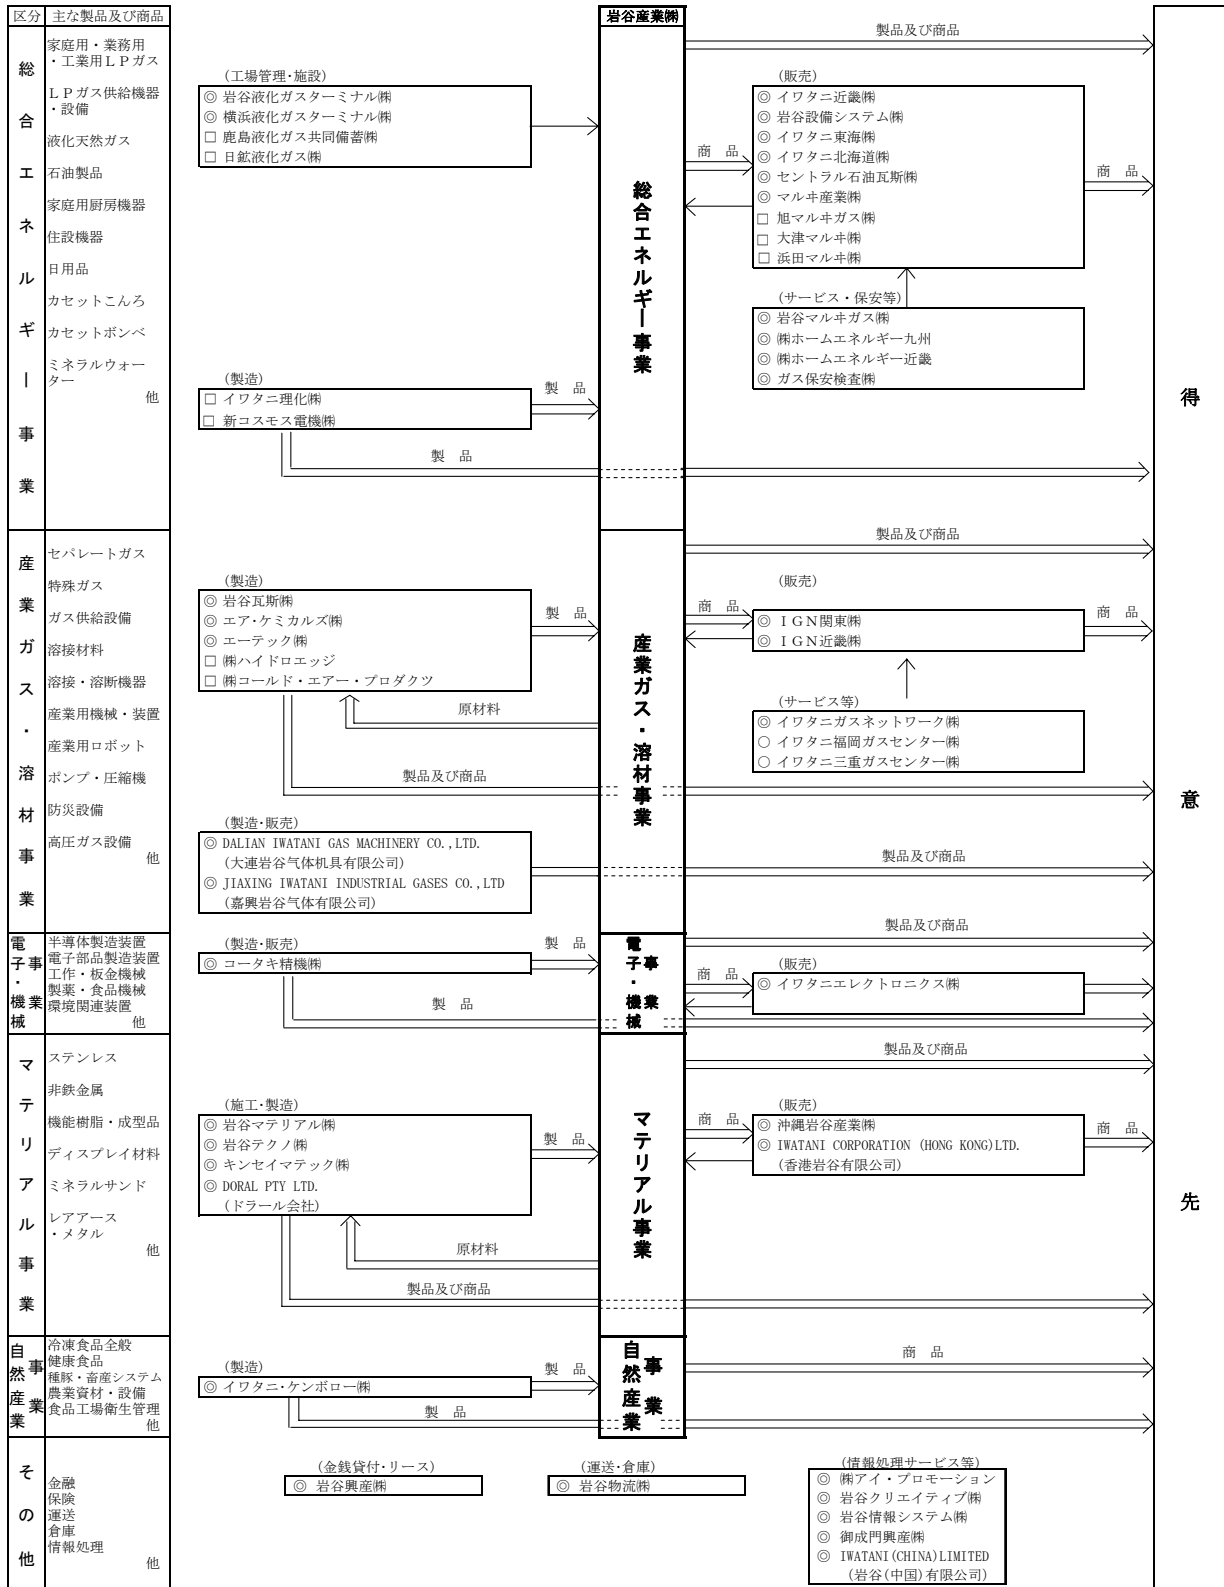 区分
主な製品及び商品
岩谷産業㈱
総合エネルギー事業
家庭用・業務用
・工業用ＬＰガス
ＬＰガス供給機器
・設備
液化天然ガス
石油製品
家庭用厨房機器
住設機器
日用品
カセットこんろ
カセットボンベ
ミネラルウォー
ター
他
(工場管理・施設)
◎ 岩谷液化ガスターミナル㈱
◎ 横浜液化ガスターミナル㈱
□ 鹿島液化ガス共同備蓄㈱
□ 日鉱液化ガス㈱
(製造)
□ イワタニ理化㈱
□ 新コスモス電機㈱
製　品
製　品
総合エネルギー事業
製品及び商品
商　品
(販売)
◎ イワタニ近畿㈱
◎ 岩谷設備システム㈱
◎ イワタニ東海㈱
◎ イワタニ北海道㈱
◎ セントラル石油瓦斯㈱
◎ マルヰ産業㈱
□ 旭マルヰガス㈱
□ 大津マルヰ㈱
□ 浜田マルヰ㈱
商　品
(サービス・保安等)
◎ 岩谷マルヰガス㈱
◎ ㈱ホームエネルギー九州
◎ ㈱ホームエネルギー近畿
◎ ガス保安検査㈱
得意先
産業ガス・溶材事業
セパレートガス
特殊ガス
ガス供給設備
溶接材料
溶接・溶断機器
産業用機械・装置
産業用ロボット
ポンプ・圧縮機
防災設備
高圧ガス設備
他
(製造)
◎ 岩谷瓦斯㈱
◎ エア・ケミカルズ㈱
◎ エーテック㈱
□ ㈱ハイドロエッジ
□ ㈱コールド・エアー・プロダクツ
製　品
原材料
製品及び商品
(製造・販売)
◎ DALIAN IWATANI GAS MACHINERY CO.,LTD.
(大連岩谷气体机具有限公司)
◎ JIAXING IWATANI INDUSTRIAL GASES CO.,LTD
(嘉興岩谷气体有限公司)
産業ガス・溶材事業
製品及び商品
商　品
(販売)
◎ ＩＧＮ関東㈱
◎ ＩＧＮ近畿㈱
商　品
(サービス等)
◎ イワタニガスネットワーク㈱
○ イワタニ福岡ガスセンター㈱
○ イワタニ三重ガスセンター㈱
製品及び商品
電子・機械事業
半導体製造装置
電子部品製造装置
工作・板金機械
製薬・食品機械
環境関連装置
他
(製造・販売)
◎ コータキ精機㈱
製　品
製　品
電子・機械事業
製品及び商品
商　品
(販売)
◎ イワタニエレクトロニクス㈱
マテリアル事業
ステンレス
非鉄金属
機能樹脂・成型品
ディスプレイ材料
ミネラルサンド
レアアース
・メタル
他
(施工・製造)
◎ 岩谷マテリアル㈱
◎ 岩谷テクノ㈱
◎ キンセイマテック㈱
◎ DORAL PTY LTD.
(ドラール会社)
製　品
原材料
製品及び商品
マテリアル事業
製品及び商品
商　品
(販売)
◎ 沖縄岩谷産業㈱
◎ IWATANI CORPORATION (HONG KONG)LTD.
(香港岩谷有限公司)
商　品
自然産業事業
冷凍食品全般
健康食品
種豚・畜産システム
農業資材・設備
食品工場衛生管理
他
(製造)
◎ イワタニ・ケンボロー㈱
製　品
製　品
自然産業事業
商　品
その他
金融
保険
運送
倉庫
情報処理
他
(金銭貸付・リース)
◎ 岩谷興産㈱
(運送・倉庫)
◎ 岩谷物流㈱
(情報処理サービス等)
◎ ㈱アイ・プロモーション
◎ 岩谷クリエイティブ㈱
◎ 岩谷情報システム㈱
◎ 御成門興産㈱
◎ IWATANI(CHINA)LIMITED
(岩谷(中国)有限公司)